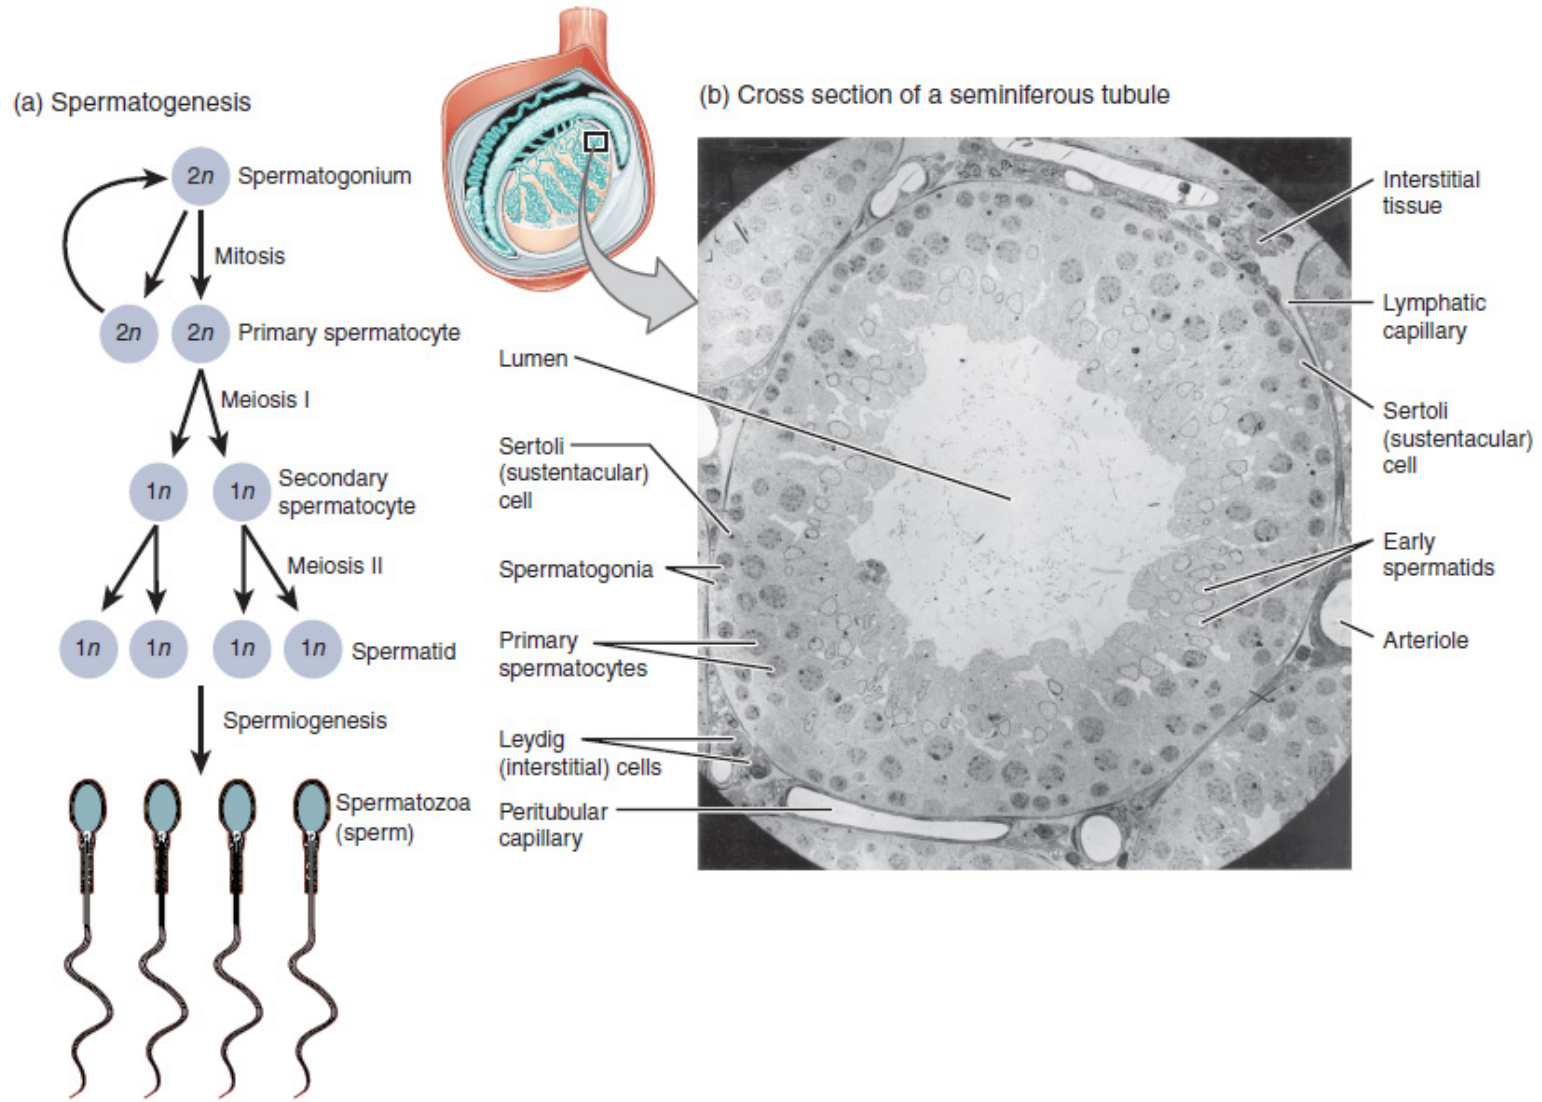 (a) Spermatogenesis
2n Spermatogonium
Mitosis
2n 2n Primary spermatocyte
Meiosis I
1n 1n Secondary
spermatocyte
Meiosis II
1n 1n 1n 1n Spermatid
Spermiogenesis
Spermatozoa
(sperm)
(b) Cross section of a seminiferous tubule
Lumen
Sertoli
(sustentacular)
cell
Spermatogonia
Primary
spermatocytes
Leydig
(interstitial) cells
Peritubular
capillary
Interstitial
tissue
Lymphatic
capillary
Sertoli
(sustentacular)
cell
Early
spermatids
Arteriole